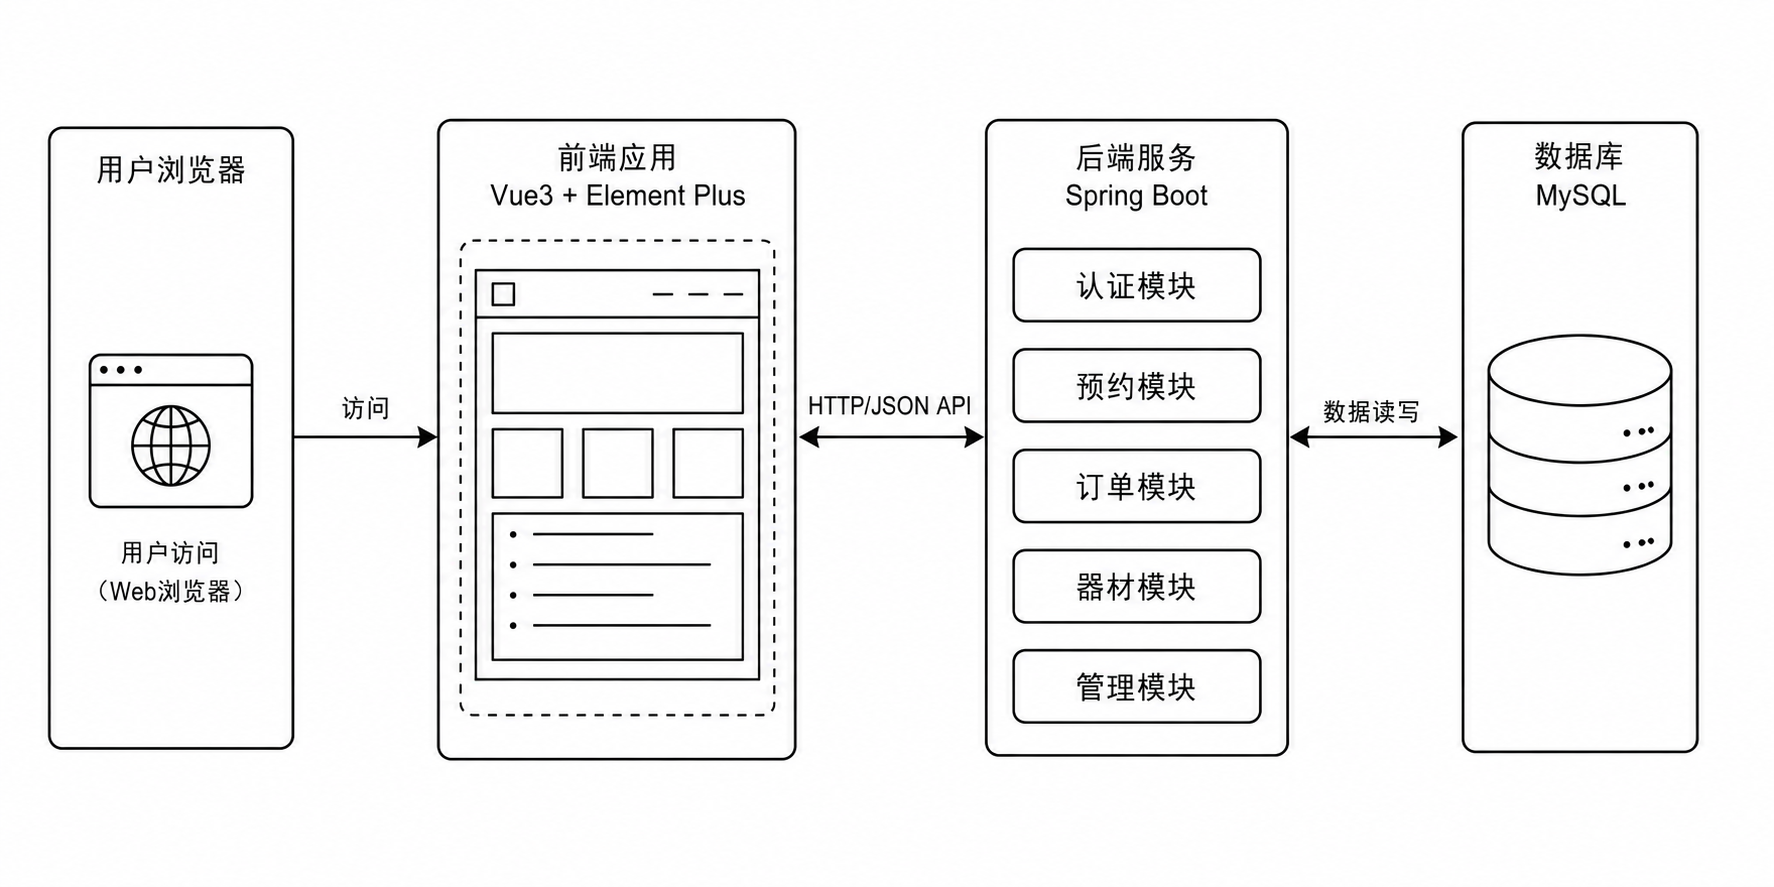 用户浏览器
用户访问
（Web浏览器）
访问
前端应用
Vue3 + Element Plus
HTTP/JSON API
后端服务
Spring Boot
认证模块
预约模块
订单模块
器材模块
管理模块
数据读写
数据库
MySQL